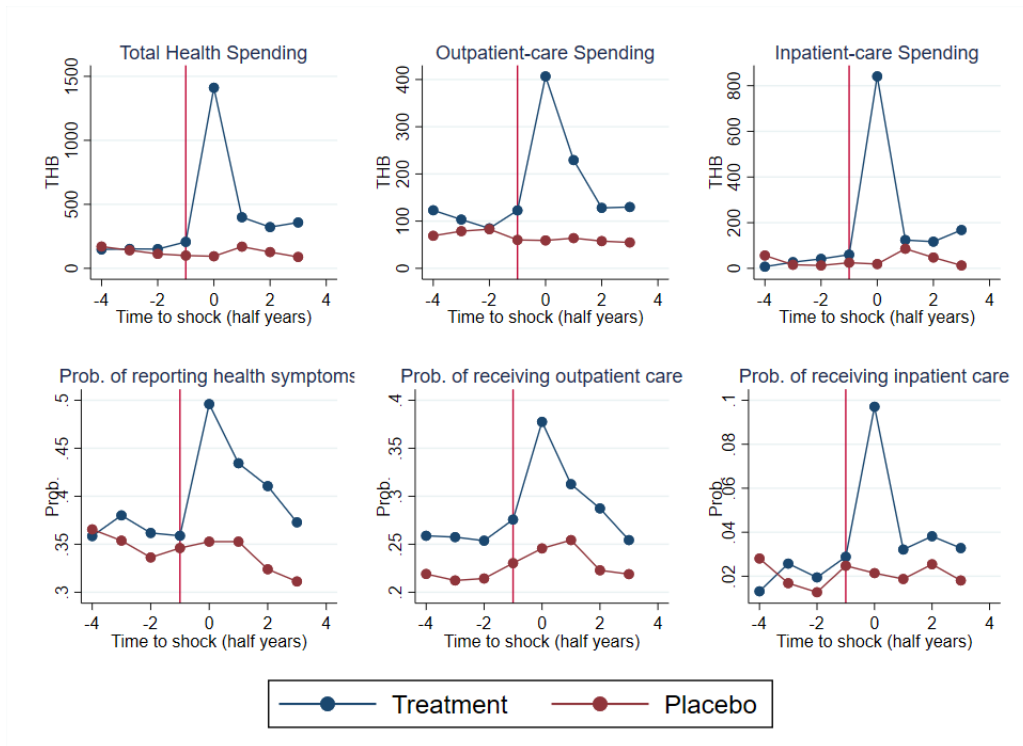 Total Health Spending
THB
0
500
1000
1500
-4 -2 0 2 4
Time to shock (half years)
Outpatient-care Spending
THB
0
100
200
300
400
-4 -2 0 2 4
Time to shock (half years)
Inpatient-care Spending
THB
0
200
400
600
800
-4 -2 0 2 4
Time to shock (half years)
Prob. of reporting health symptoms
Prob.
.3
.35
.4
.45
.5
-4 -2 0 2 4
Time to shock (half years)
Prob. of receiving outpatient care
Prob.
.2
.25
.3
.35
.4
-4 -2 0 2 4
Time to shock (half years)
Prob. of receiving inpatient care
Prob.
.02
.04
.06
.08
.1
-4 -2 0 2 4
Time to shock (half years)
Treatment Placebo